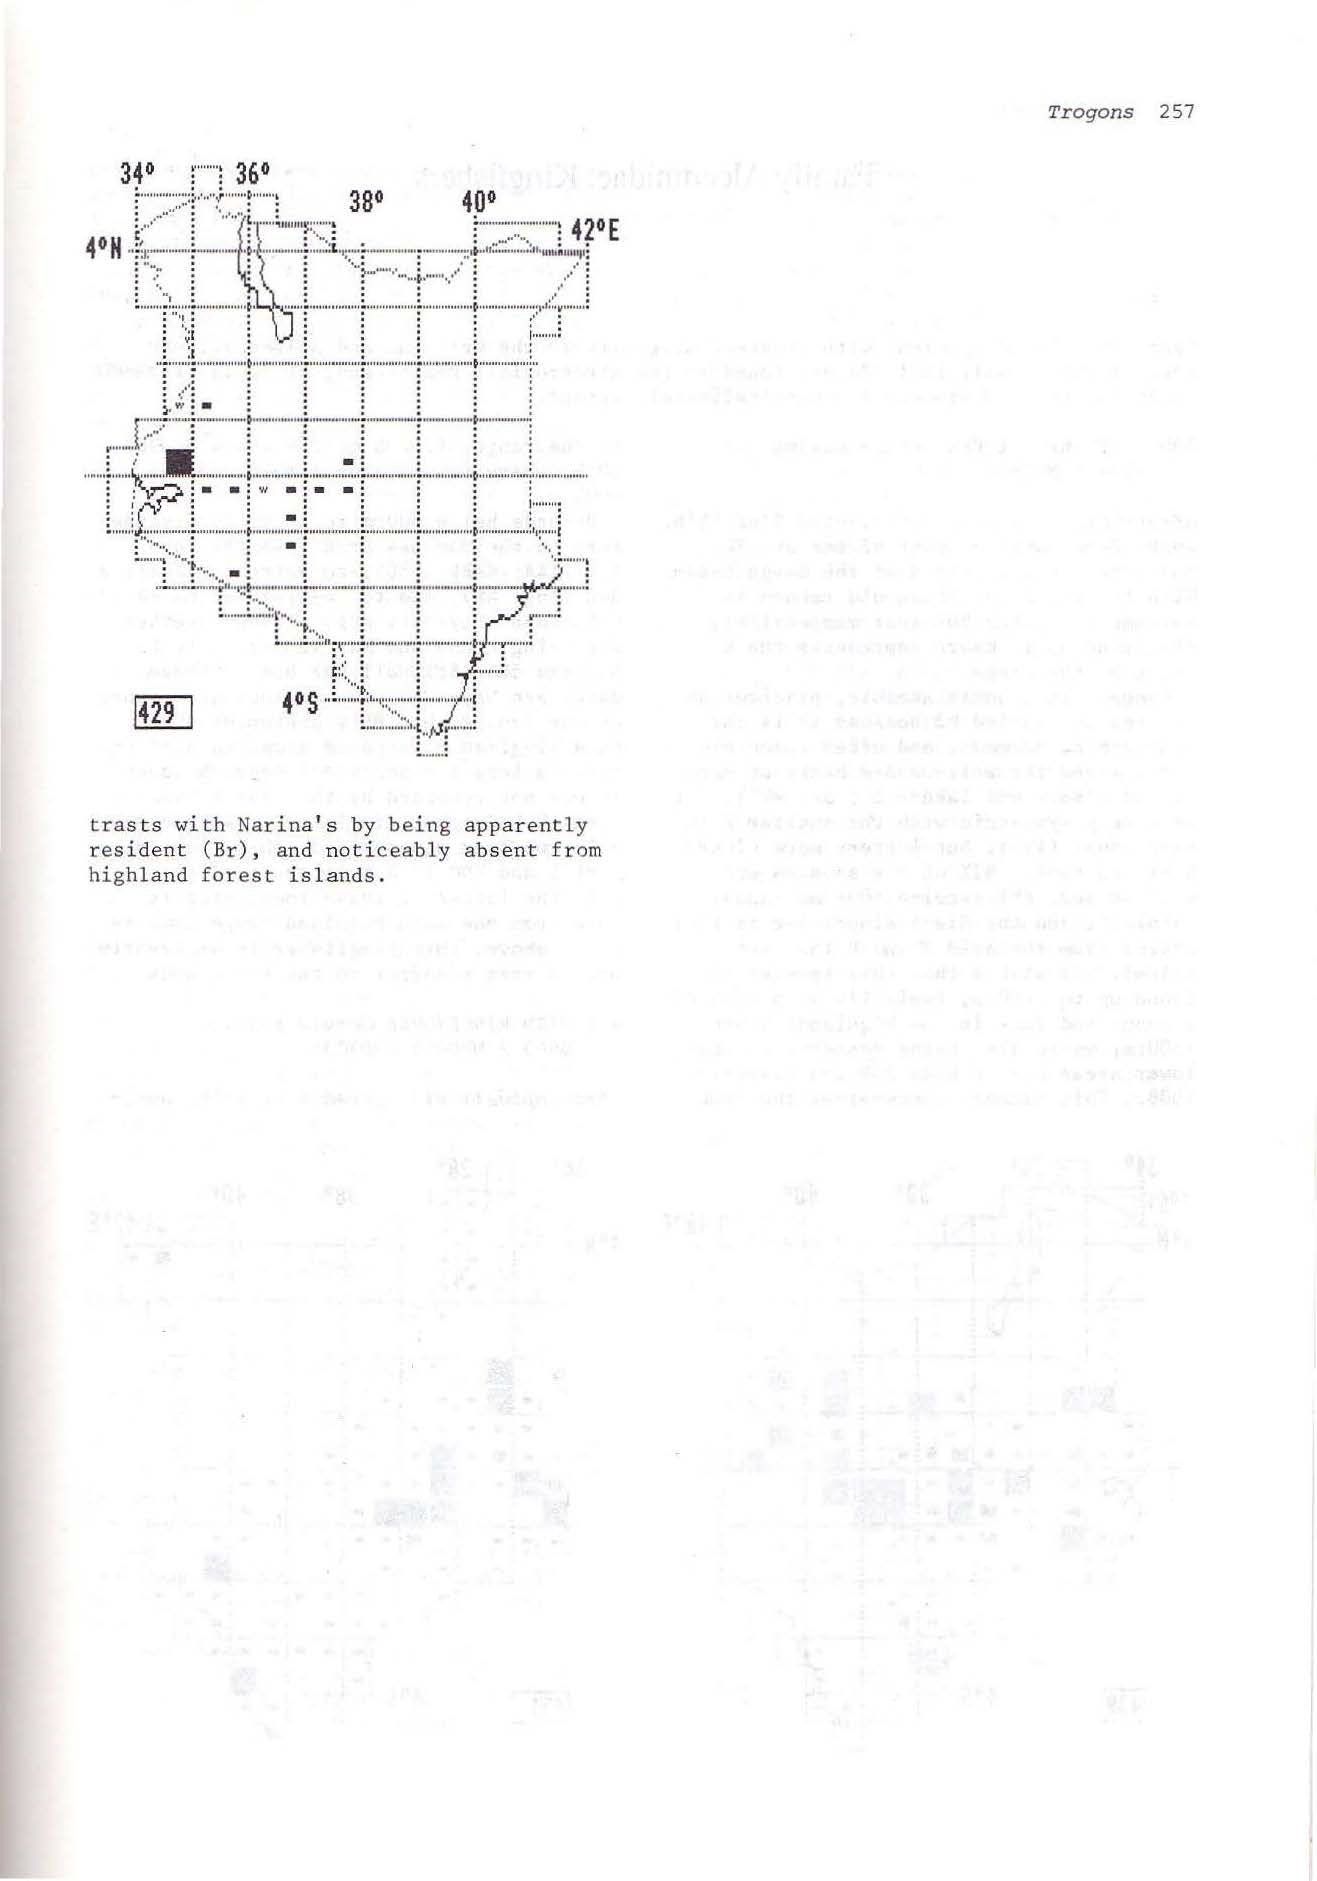 Trogons 257
34° 36°
38° 40°
42°E
4°N
w
w
4°S
429
trasts with Narina's by being apparently
resident (Br), and noticeably absent from
highland forest islands.